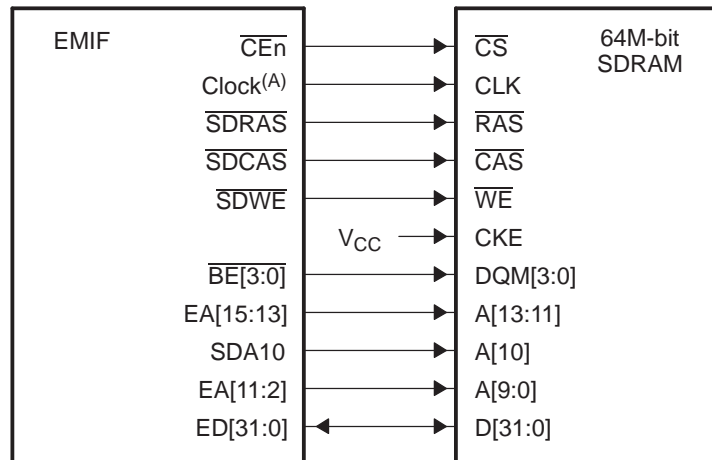 EMIF
64M-bit
SDRAM
CEn CS
Clock(A) CLK
SDRAS RAS
SDCAS CAS
SDWE WE
VCC CKE
BE[3:0] DQM[3:0]
EA[15:13] A[13:11]
SDA10 A[10]
EA[11:2] A[9:0]
ED[31:0] D[31:0]